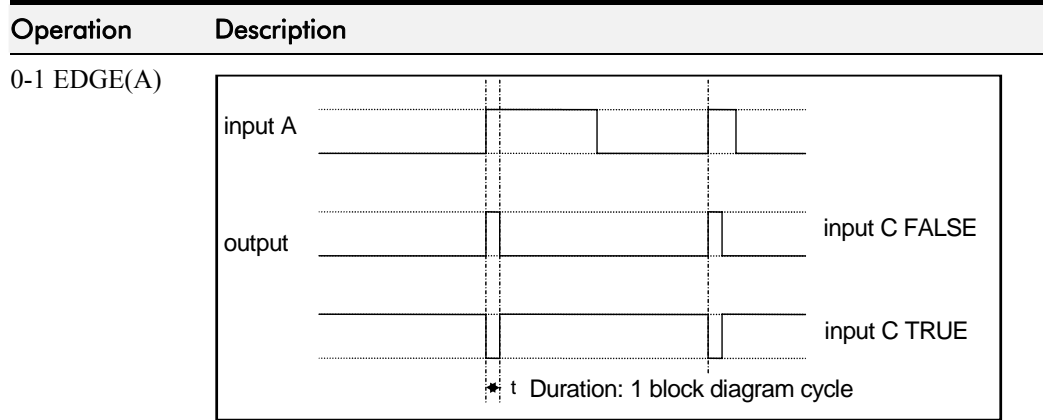 Operation Description
0-1 EDGE(A)
input A
input C FALSE
output
input C TRUE
t Duration: 1 block diagram cycle